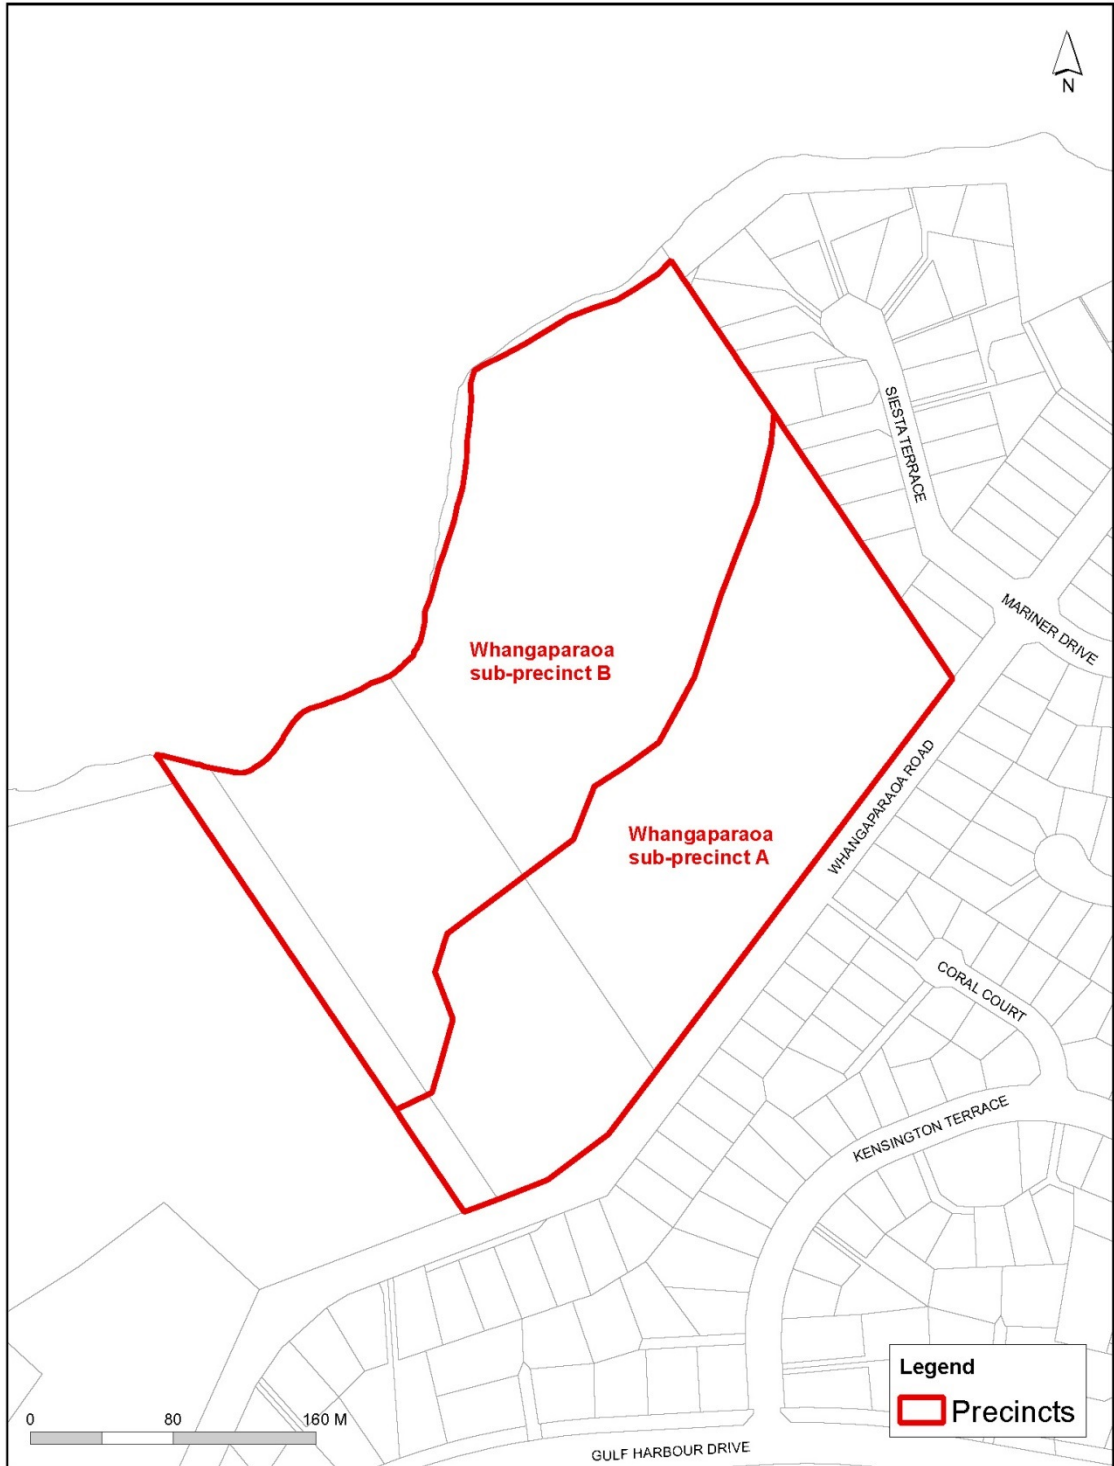 N
SIESTA TERRACE
MARINER DRIVE
Whangaparaoa
sub-precinct B
WHANGAPARAOA ROAD
Whangaparaoa
sub-precinct A
CORAL COURT
KENSINGTON TERRACE
Legend
Precincts
0 80 160 M
GULF HARBOUR DRIVE